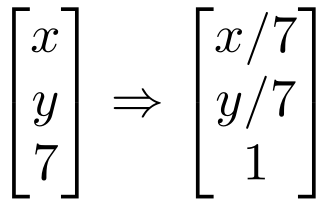 [x] ⇒ [x/7]
[y] ⇒ [y/7]
[7] ⇒ [1]